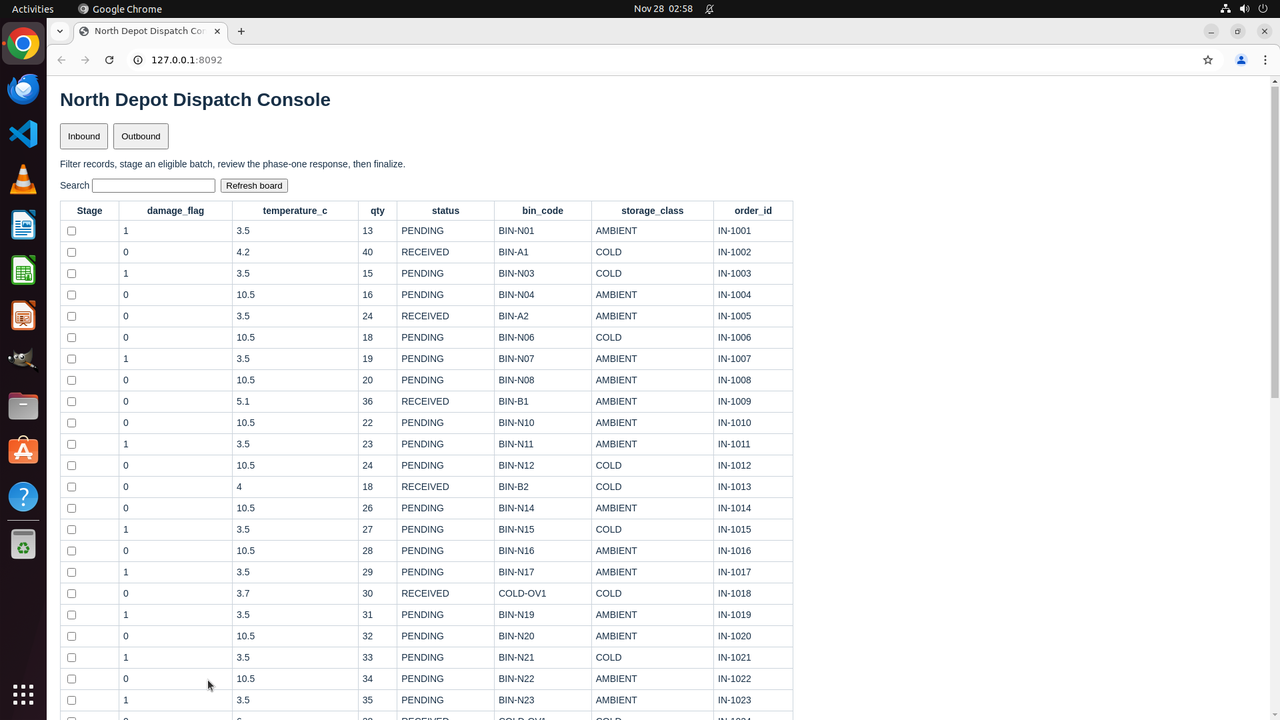 Activities Google Chrome Nov 28 02:58
North Depot Dispatch Con
127.0.0.1:8092
North Depot Dispatch Console
Inbound Outbound
Filter records, stage an eligible batch, review the phase-one response, then finalize.
Search Refresh board
Stage damage_flag temperature_c qty status bin_code storage_class order_id
1 3.5 13 PENDING BIN-N01 AMBIENT IN-1001
0 4.2 40 RECEIVED BIN-A1 COLD IN-1002
1 3.5 15 PENDING BIN-N03 COLD IN-1003
0 10.5 16 PENDING BIN-N04 AMBIENT IN-1004
0 3.5 24 RECEIVED BIN-A2 AMBIENT IN-1005
0 10.5 18 PENDING BIN-N06 COLD IN-1006
1 3.5 19 PENDING BIN-N07 AMBIENT IN-1007
0 10.5 20 PENDING BIN-N08 AMBIENT IN-1008
0 5.1 36 RECEIVED BIN-B1 AMBIENT IN-1009
0 10.5 22 PENDING BIN-N10 AMBIENT IN-1010
1 3.5 23 PENDING BIN-N11 AMBIENT IN-1011
0 10.5 24 PENDING BIN-N12 COLD IN-1012
0 4 18 RECEIVED BIN-B2 COLD IN-1013
0 10.5 26 PENDING BIN-N14 AMBIENT IN-1014
1 3.5 27 PENDING BIN-N15 COLD IN-1015
0 10.5 28 PENDING BIN-N16 AMBIENT IN-1016
1 3.5 29 PENDING BIN-N17 AMBIENT IN-1017
0 3.7 30 RECEIVED COLD-OV1 COLD IN-1018
1 3.5 31 PENDING BIN-N19 AMBIENT IN-1019
0 10.5 32 PENDING BIN-N20 AMBIENT IN-1020
1 3.5 33 PENDING BIN-N21 COLD IN-1021
0 10.5 34 PENDING BIN-N22 AMBIENT IN-1022
1 3.5 35 PENDING BIN-N23 AMBIENT IN-1023